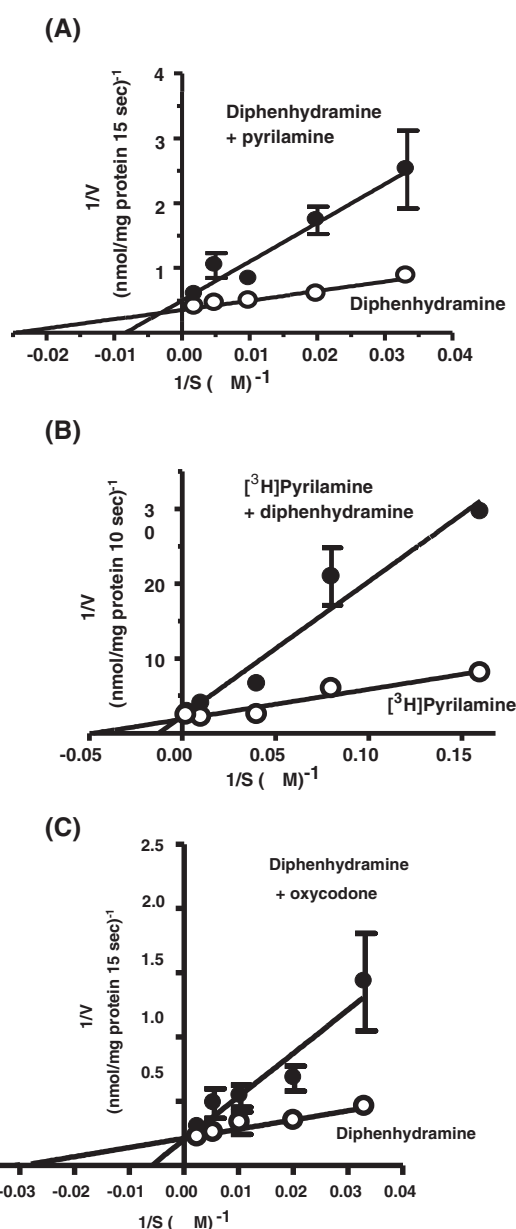 (A)
4
3
2
1
1/V
(nmol/mg protein 15 sec)-1
Diphenhydramine
+ pyrilamine
Diphenhydramine
-0.02 -0.01 0.00 0.01 0.02 0.03 0.04
1/S ( M)-1
(B)
3
0
20
10
1/V
(nmol/mg protein 10 sec)-1
[3H]Pyrilamine
+ diphenhydramine
[3H]Pyrilamine
-0.05 0.00 0.05 0.10 0.15
1/S ( M)-1
(C)
2.5
2.0
1.5
1.0
0.5
1/V
(nmol/mg protein 15 sec)-1
Diphenhydramine
+ oxycodone
Diphenhydramine
-0.03 -0.02 -0.01 0.00 0.01 0.02 0.03 0.04
1/S ( M)-1